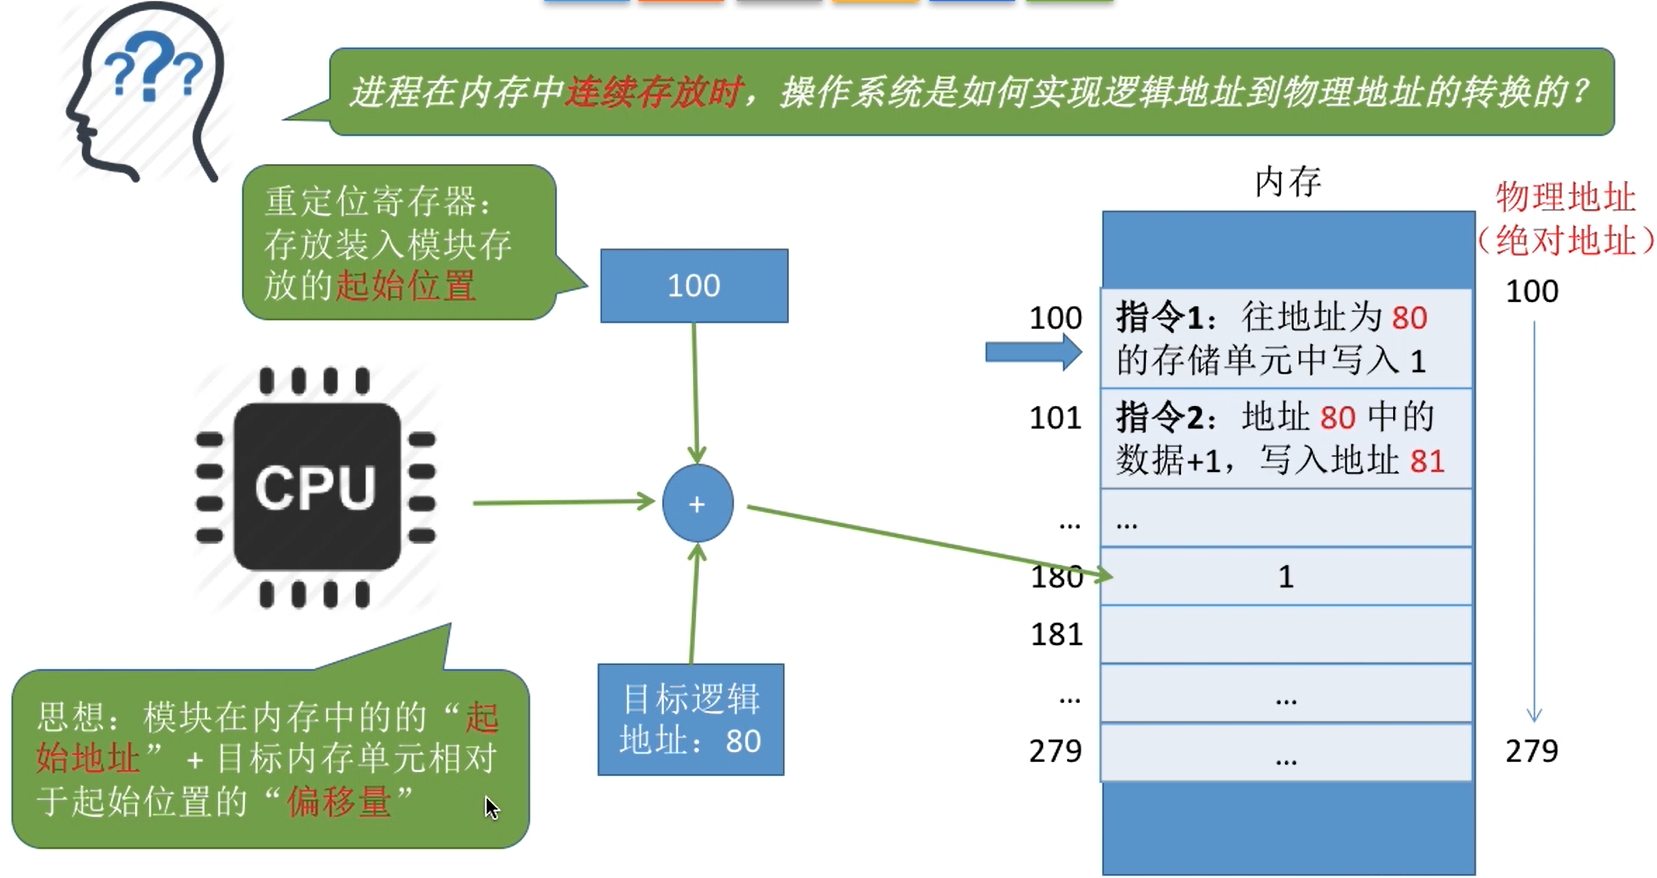 ???
进程在内存中连续存放时，操作系统是如何实现逻辑地址到物理地址的转换的？
重定位寄存器：
存放装入模块存
放的起始位置
100
CPU
+
目标逻辑
地址：80
思想：模块在内存中的的“起
始地址”+目标内存单元相对
于起始位置的“偏移量”
内存
物理地址
（绝对地址）
100
279
100
指令1：往地址为 80
的存储单元中写入 1
101
指令2：地址 80 中的
数据+1，写入地址 81
... ...
180 1
181
... ...
279 ...